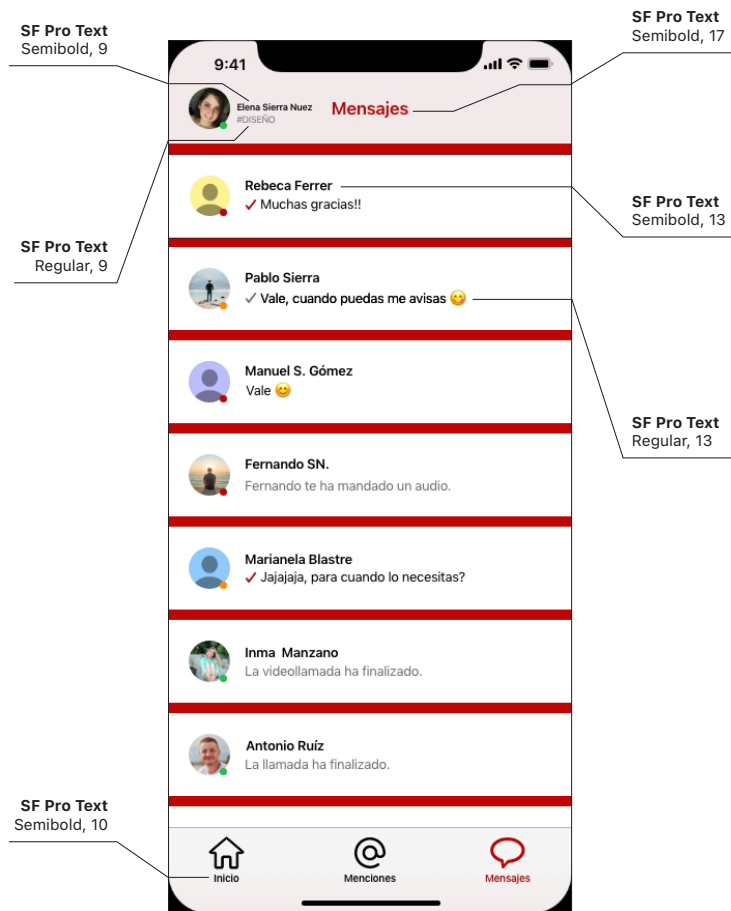 SF Pro Text
Semibold, 9
SF Pro Text
Semibold, 17
9:41
Elena Sierra Nuez
#DISEÑO
Mensajes
Rebeca Ferrer
✓ Muchas gracias!!
SF Pro Text
Semibold, 13
SF Pro Text
Regular, 9
Pablo Sierra
✓ Vale, cuando puedas me avisas 😋
Manuel S. Gómez
Vale 😊
SF Pro Text
Regular, 13
Fernando SN.
Fernando te ha mandado un audio.
Marianela Blastre
✓ Jajajaja, para cuando lo necesitas?
Inma Manzano
La videollamada ha finalizado.
Antonio Ruíz
La llamada ha finalizado.
SF Pro Text
Semibold, 10
Inicio
Menciones
Mensajes